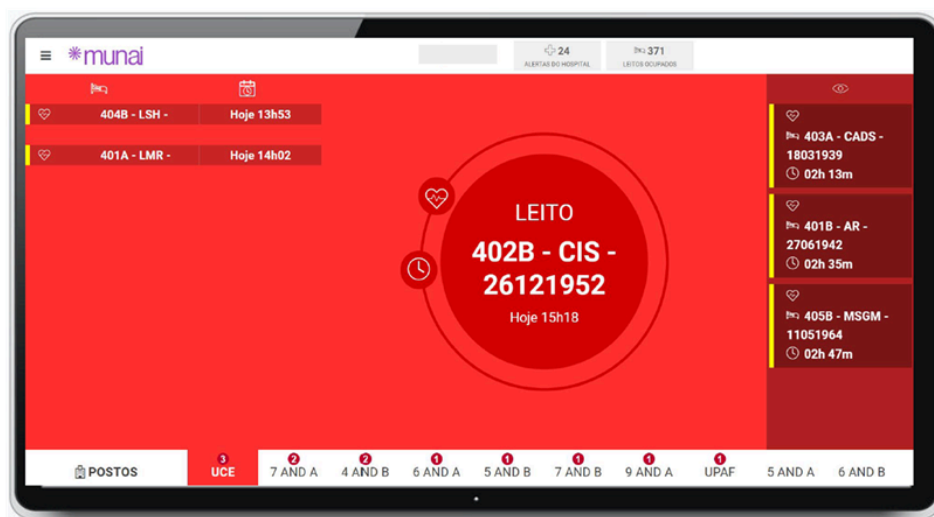 munai
24
ALERTAS DO HOSPITAL
371
LEITOS OCUPADOS
404B - LSH - Hoje 13h53
401A - LMR - Hoje 14h02
LEITO
402B - CIS -
26121952
Hoje 15h18
403A - CADS -
18031939
02h 13m
401B - AR -
27061942
02h 35m
405B - MSGM -
11051964
02h 47m
POSTOS
3
UCE
2
7 AND A
2
4 AND B
1
6 AND A
1
5 AND B
1
7 AND B
1
9 AND A
1
UPAF
5 AND A
6 AND B